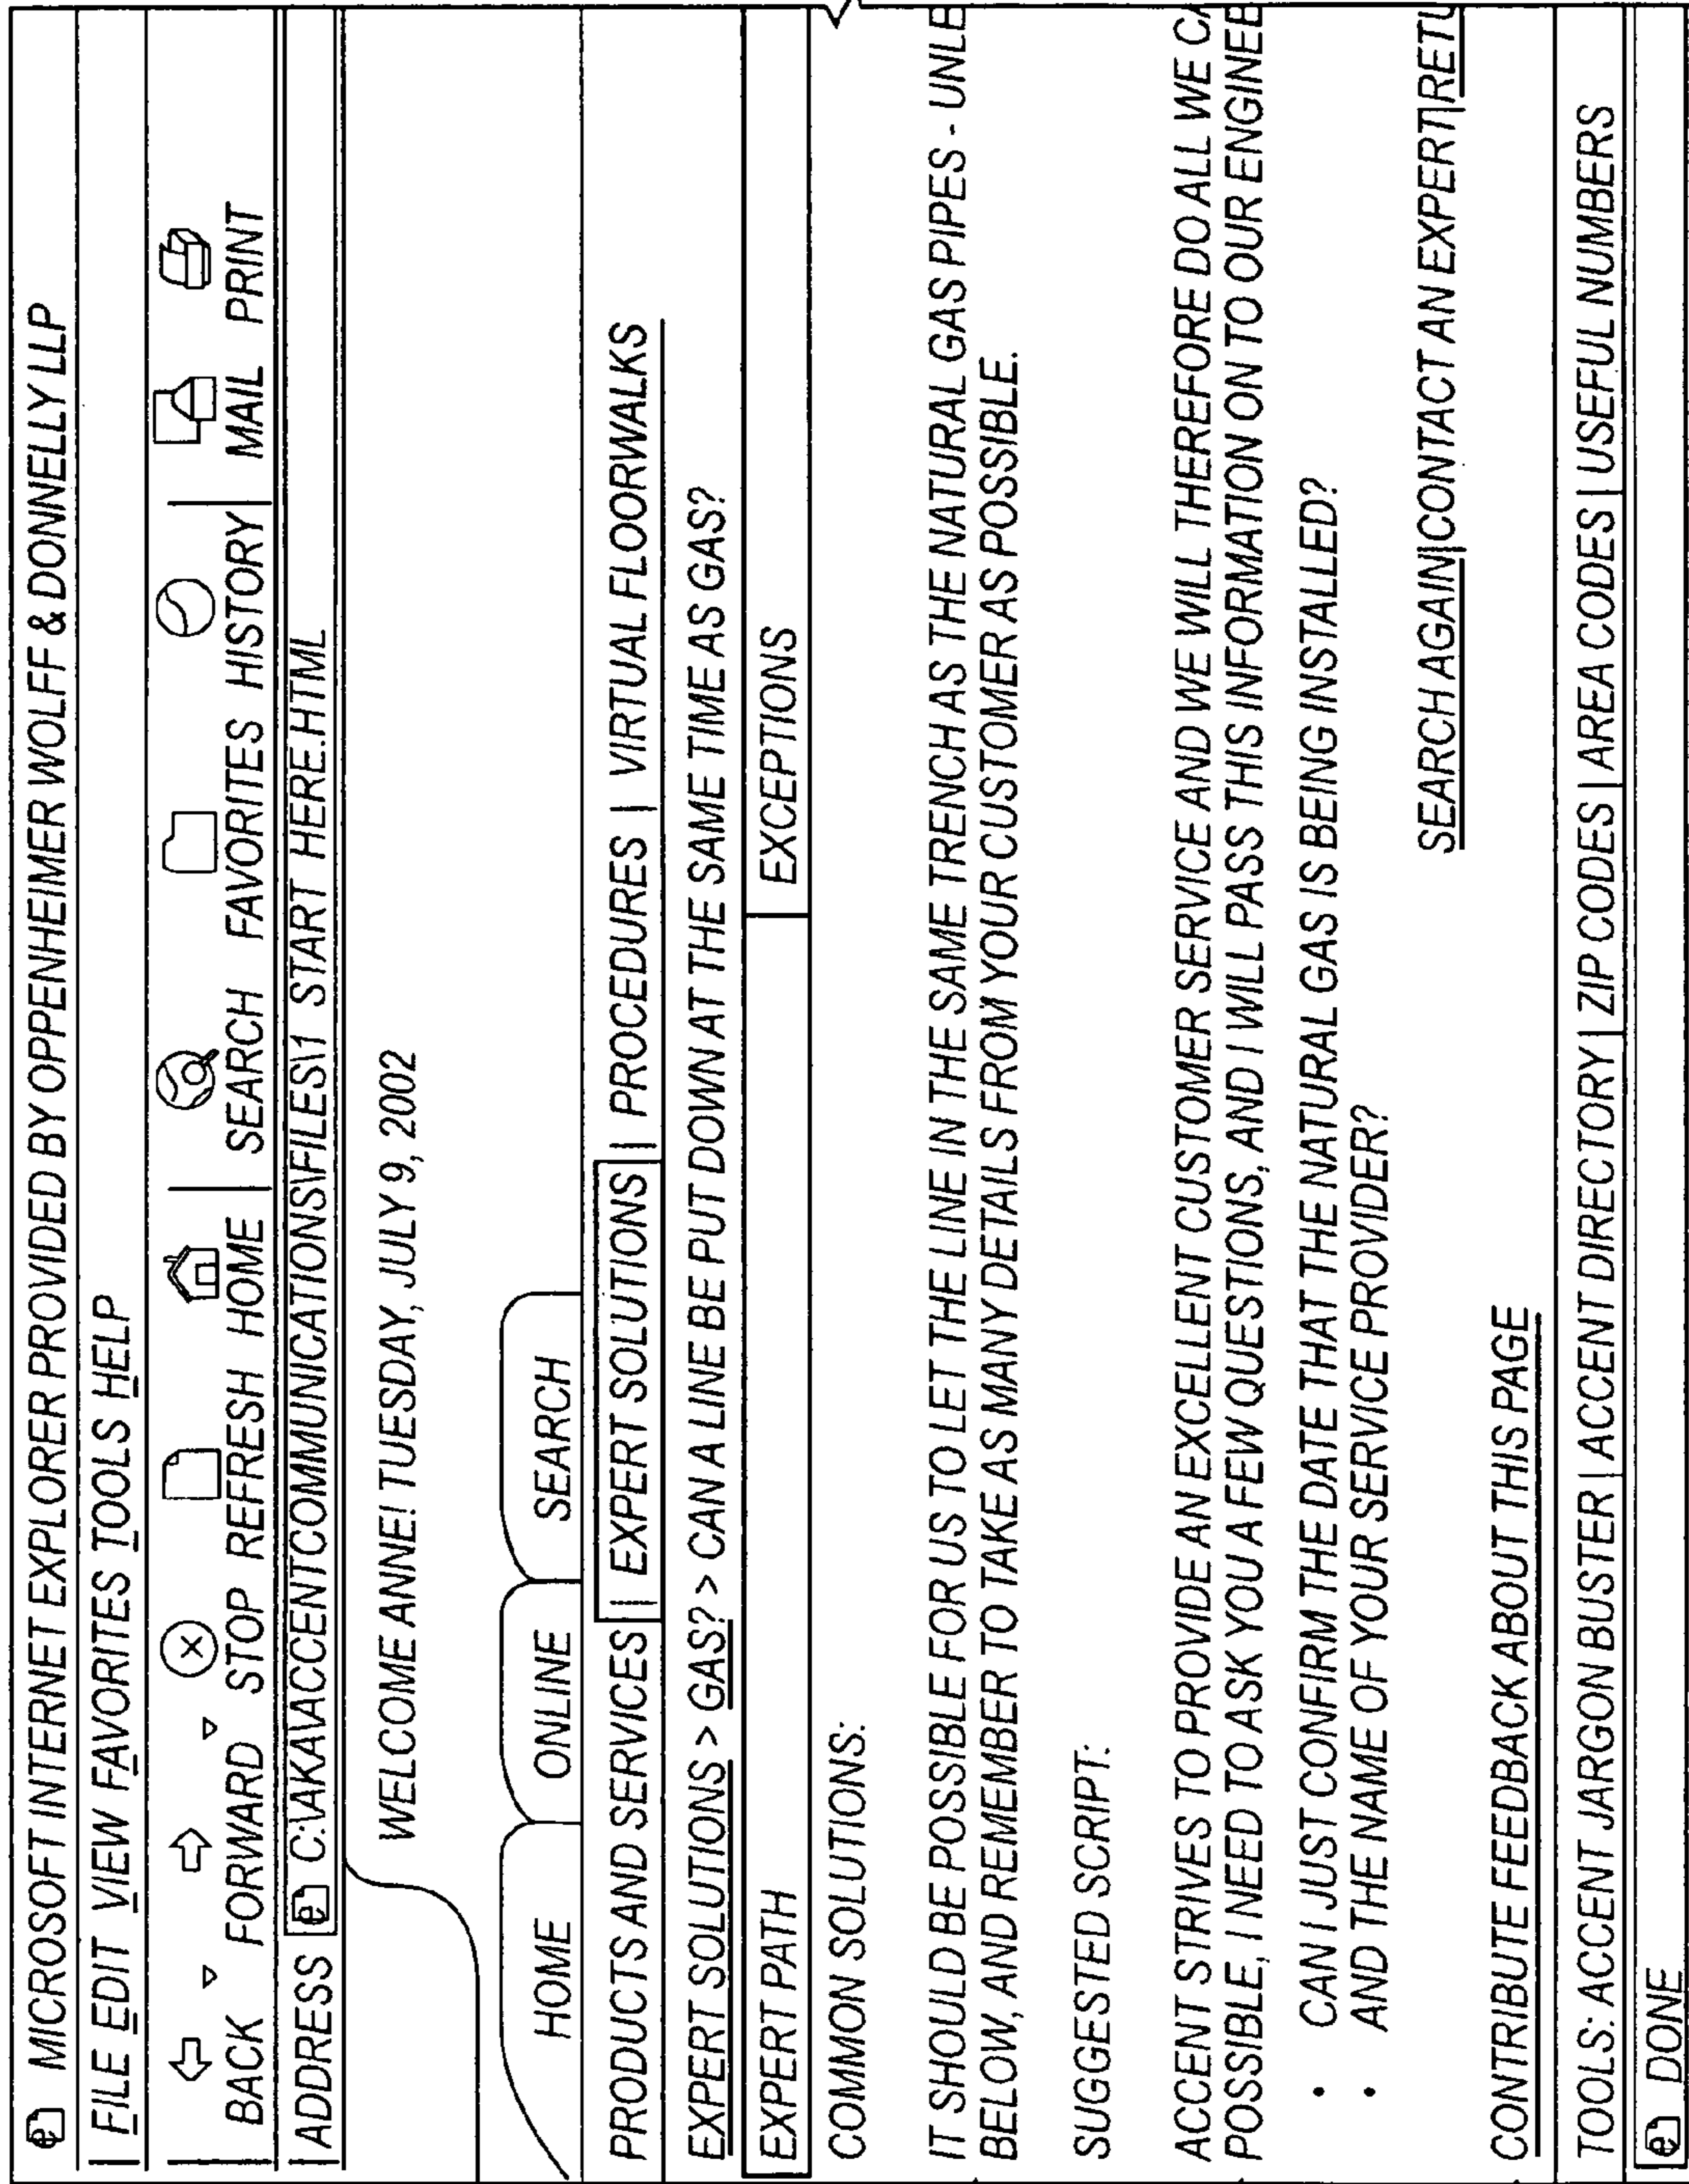 MICROSOFT INTERNET EXPLORER PROVIDED BY OPPENHEIMER WOLFF & DONNELLY LLP
FILE EDIT VIEW FAVORITES TOOLS HELP
BACK FORWARD STOP REFRESH HOME | SEARCH FAVORITES HISTORY | MAIL PRINT
ADDRESS C:\AKA\ACCENTCOMMUNICATIONS\FILES\1 START HERE.HTML
WELCOME ANNE! TUESDAY, JULY 9, 2002
HOME ONLINE SEARCH
PRODUCTS AND SERVICES || EXPERT SOLUTIONS | | PROCEDURES | VIRTUAL FLOORWALKS
EXPERT SOLUTIONS > GAS? > CAN A LINE BE PUT DOWN AT THE SAME TIME AS GAS?
EXPERT PATH EXCEPTIONS
COMMON SOLUTIONS:
IT SHOULD BE POSSIBLE FOR US TO LET THE LINE IN THE SAME TRENCH AS THE NATURAL GAS PIPES - UNLE
BELOW, AND REMEMBER TO TAKE AS MANY DETAILS FROM YOUR CUSTOMER AS POSSIBLE.
SUGGESTED SCRIPT:
ACCENT STRIVES TO PROVIDE AN EXCELLENT CUSTOMER SERVICE AND WE WILL THEREFORE DO ALL WE CA
POSSIBLE, I NEED TO ASK YOU A FEW QUESTIONS, AND I WILL PASS THIS INFORMATION ON TO OUR ENGINEE
• CAN I JUST CONFIRM THE DATE THAT THE NATURAL GAS IS BEING INSTALLED?
• AND THE NAME OF YOUR SERVICE PROVIDER?
SEARCH AGAIN|CONTACT AN EXPERT|RETU
CONTRIBUTE FEEDBACK ABOUT THIS PAGE
TOOLS: ACCENT JARGON BUSTER | ACCENT DIRECTORY | ZIP CODES | AREA CODES | USEFUL NUMBERS
DONE